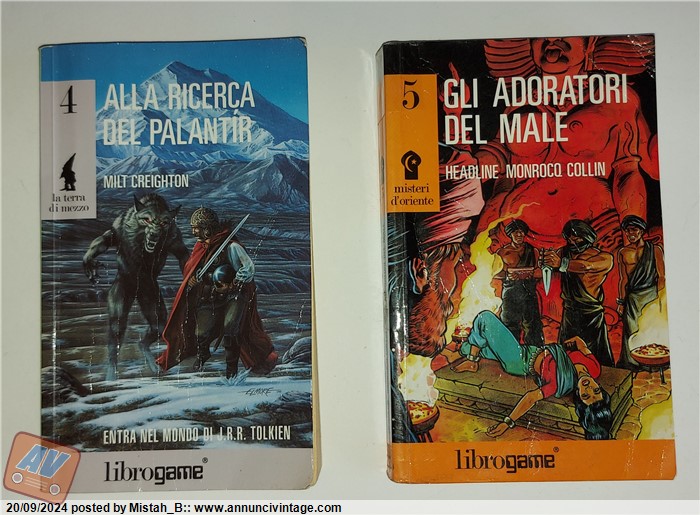 4
ALLA RICERCA
DEL PALANTÍR
MILT CREIGHTON
la terra
di mezzo
ENTRA NEL MONDO DI J.R.R. TOLKIEN
librogame®
5
GLI ADORATORI
DEL MALE
HEADLINE MONROCQ COLLIN
misteri
d'oriente
librogame®
AV
20/09/2024 posted by Mistah_B:: www.annuncivintage.com